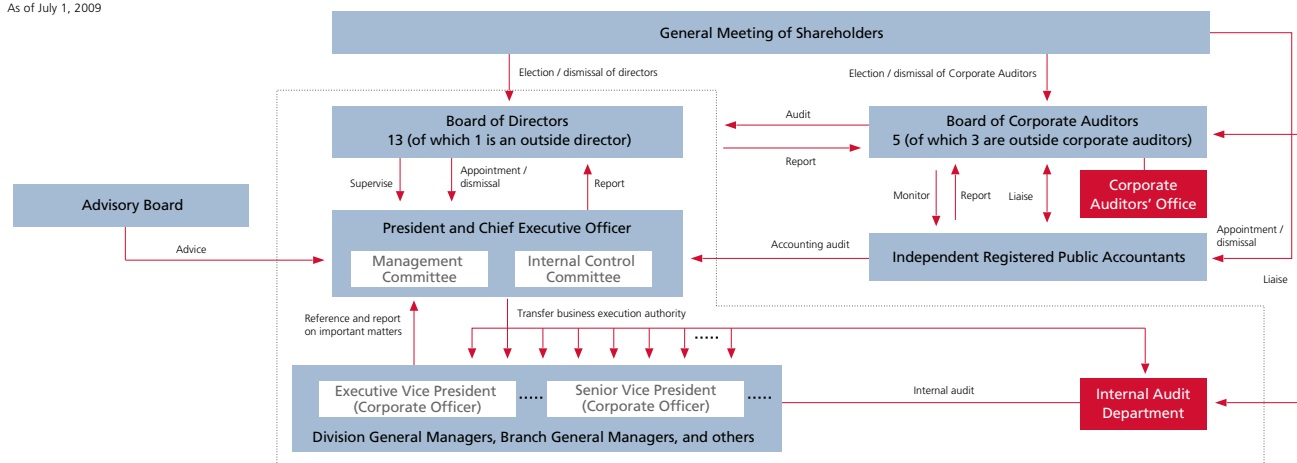 As of July 1, 2009
General Meeting of Shareholders
Election / dismissal of directors
Election / dismissal of Corporate Auditors
Board of Directors
13 (of which 1 is an outside director)
Audit
Report
Board of Corporate Auditors
5 (of which 3 are outside corporate auditors)
Supervise
Appointment /
dismissal
Report
Monitor
Report
Liaise
Corporate
Auditors' Office
Advisory Board
Advice
President and Chief Executive Officer
Management
Committee
Internal Control
Committee
Accounting audit
Independent Registered Public Accountants
Appointment /
dismissal
Liaise
Reference and report
on important matters
Transfer business execution authority
.....
Executive Vice President
(Corporate Officer)
.....
Senior Vice President
(Corporate Officer)
.....
Division General Managers, Branch General Managers, and others
Internal audit
Internal Audit
Department